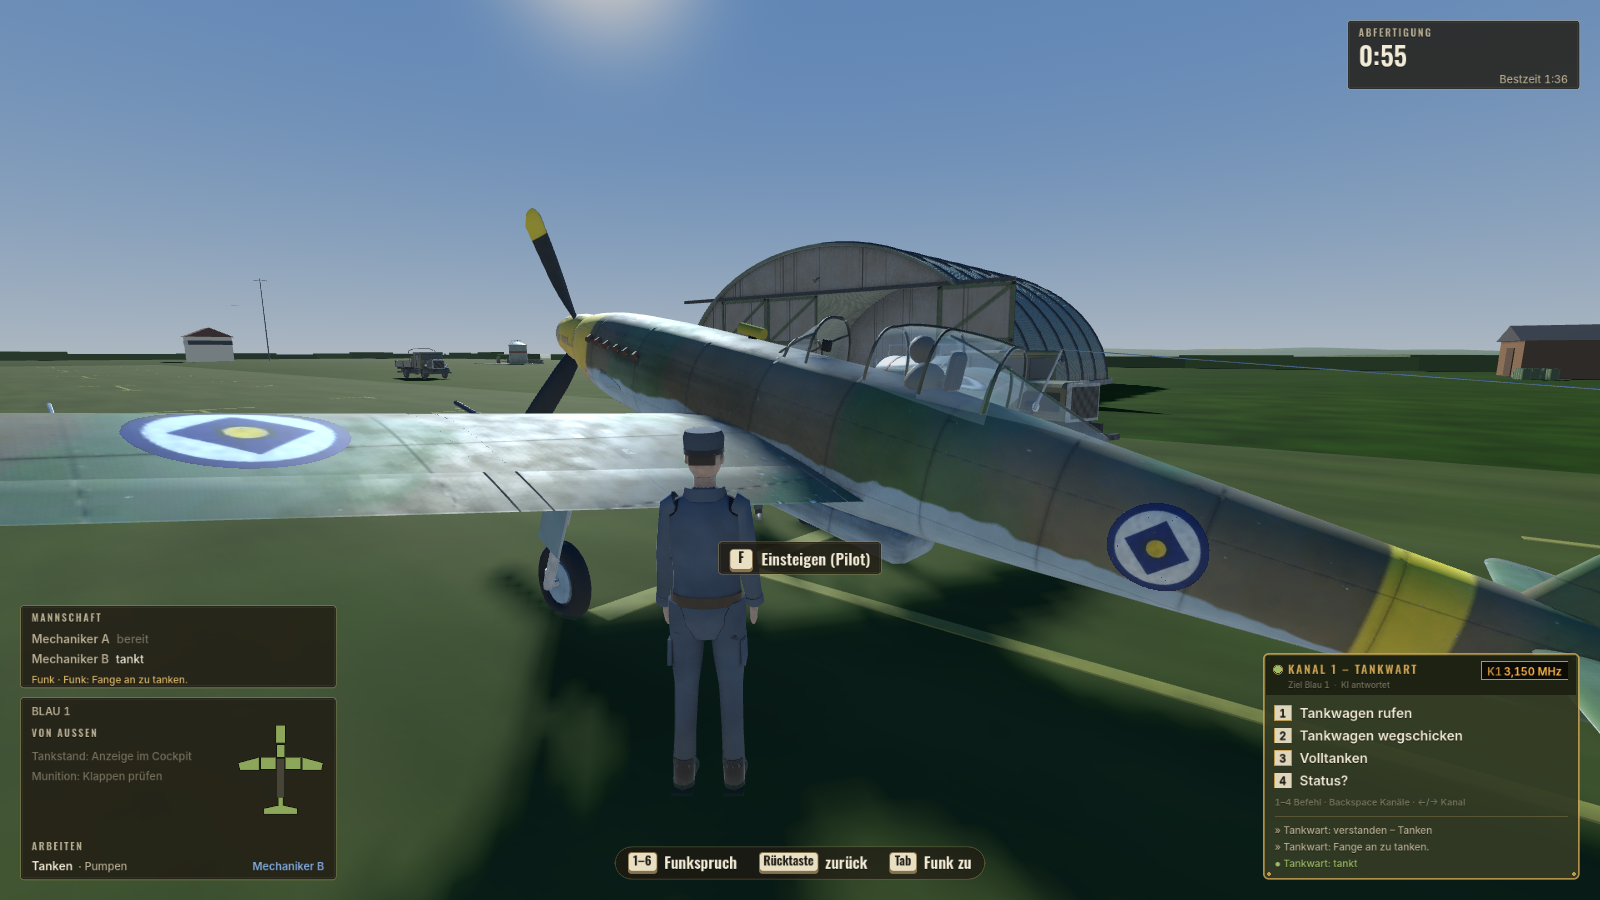 ABFERTIGUNG
0:55
Bestzeit 1:36
F Einsteigen (Pilot)
MANNSCHAFT
Mechaniker A bereit
Mechaniker B tankt
Funk · Funk: Fange an zu tanken.
BLAU 1
VON AUSSEN
Tankstand: Anzeige im Cockpit
Munition: Klappen prüfen
ARBEITEN
Tanken · Pumpen Mechaniker B
KANAL 1 – TANKWART K1 3,150 MHz
Ziel Blau 1 · KI antwortet
1 Tankwagen rufen
2 Tankwagen wegschicken
3 Volltanken
4 Status?
1–4 Befehl · Backspace Kanäle · ←/→ Kanal
» Tankwart: verstanden – Tanken
» Tankwart: Fange an zu tanken.
● Tankwart: tankt
1–6 Funkspruch Rücktaste zurück Tab Funk zu